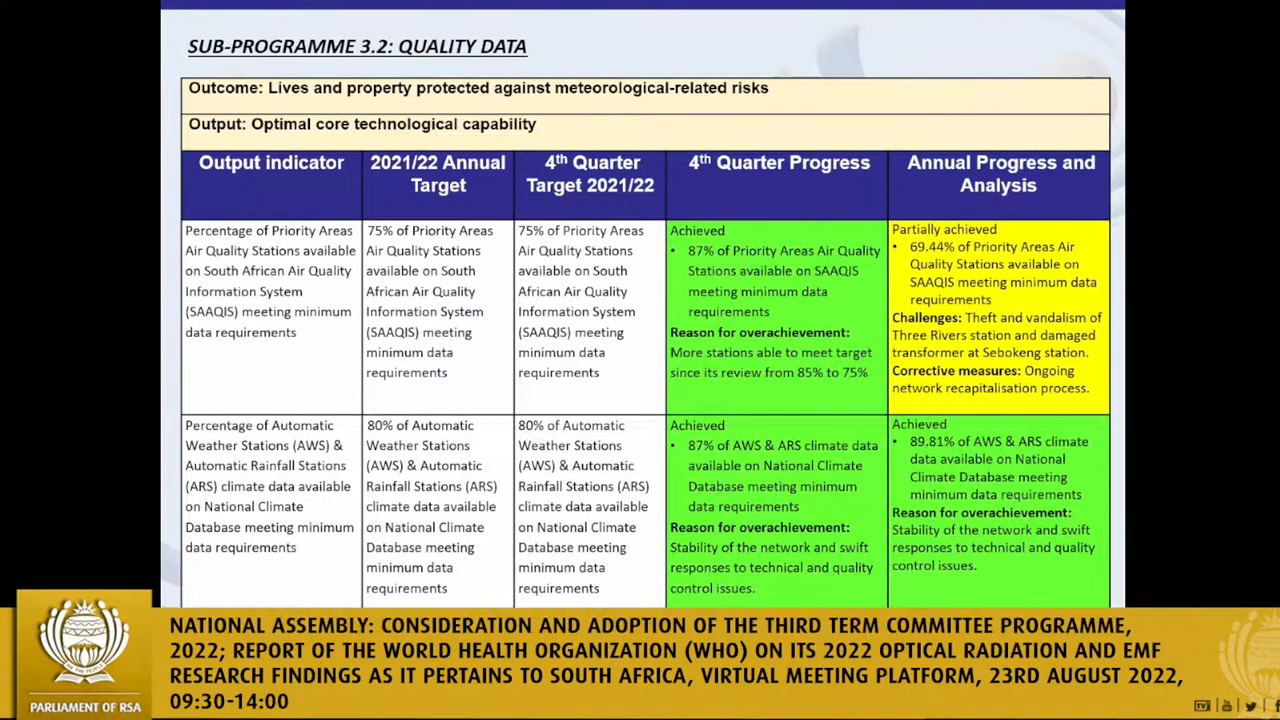 SUB-PROGRAMME 3.2: QUALITY DATA
Outcome: Lives and property protected against meteorological-related risks
Output: Optimal core technological capability
Output indicator
2021/22 Annual
Target
4th Quarter
Target 2021/22
4th Quarter Progress
Annual Progress and
Analysis
Percentage of Priority Areas
Air Quality Stations available
on South African Air Quality
Information System
(SAAQIS) meeting minimum
data requirements
75% of Priority Areas
Air Quality Stations
available on South
African Air Quality
Information System
(SAAQIS) meeting
minimum data
requirements
75% of Priority Areas
Air Quality Stations
available on South
African Air Quality
Information System
(SAAQIS) meeting
minimum data
requirements
Achieved
• 87% of Priority Areas Air Quality
Stations available on SAAQIS
meeting minimum data
requirements
Reason for overachievement:
More stations able to meet target
since its review from 85% to 75%
Partially achieved
• 69.44% of Priority Areas Air
Quality Stations available on
SAAQIS meeting minimum data
requirements
Challenges: Theft and vandalism of
Three Rivers station and damaged
transformer at Sebokeng station.
Corrective measures: Ongoing
network recapitalisation process.
Percentage of Automatic
Weather Stations (AWS) &
Automatic Rainfall Stations
(ARS) climate data available
on National Climate
Database meeting minimum
data requirements
80% of Automatic
Weather Stations
(AWS) & Automatic
Rainfall Stations (ARS)
climate data available
on National Climate
Database meeting
minimum data
requirements
80% of Automatic
Weather Stations
(AWS) & Automatic
Rainfall Stations (ARS)
climate data available
on National Climate
Database meeting
minimum data
requirements
Achieved
• 87% of AWS & ARS climate data
available on National Climate
Database meeting minimum
data requirements
Reason for overachievement:
Stability of the network and swift
responses to technical and quality
control issues.
Achieved
• 89.81% of AWS & ARS climate
data available on National
Climate Database meeting
minimum data requirements
Reason for overachievement:
Stability of the network and swift
responses to technical and quality
control issues.
NATIONAL ASSEMBLY: CONSIDERATION AND ADOPTION OF THE THIRD TERM COMMITTEE PROGRAMME,
2022; REPORT OF THE WORLD HEALTH ORGANIZATION (WHO) ON ITS 2022 OPTICAL RADIATION AND EMF
RESEARCH FINDINGS AS IT PERTAINS TO SOUTH AFRICA, VIRTUAL MEETING PLATFORM, 23RD AUGUST 2022,
09:30-14:00
PARLIAMENT OF RSA